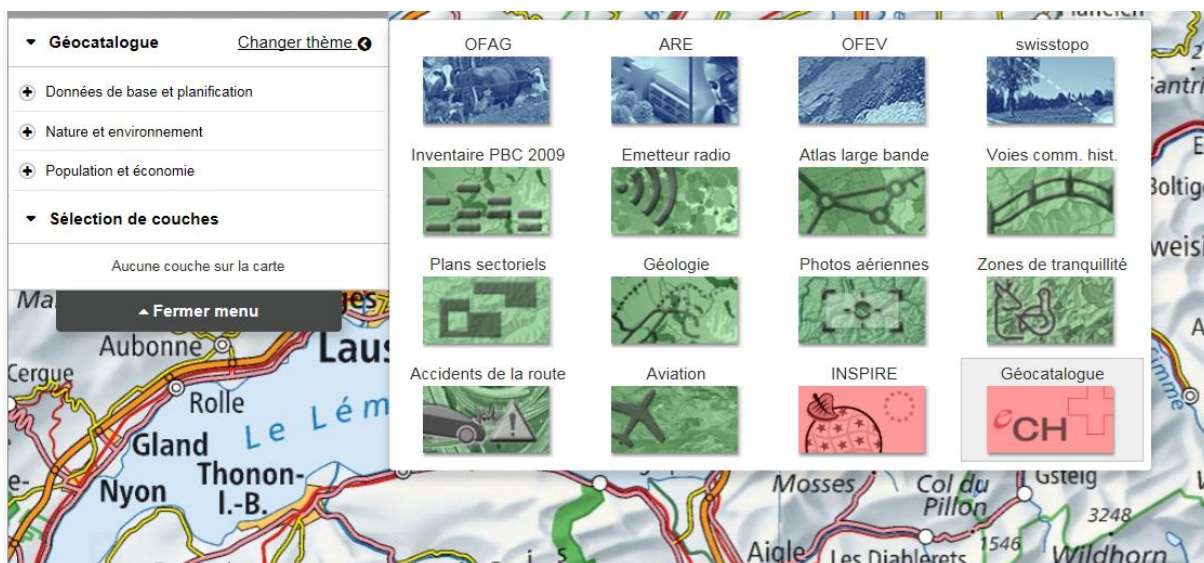 Géocatalogue
Changer thème
Données de base et planification
Nature et environnement
Population et économie
Sélection de couches
Aucune couche sur la carte
Fermer menu
OFAG ARE OFEV swisstopo
Inventaire PBC 2009 Emetteur radio Atlas large bande Voies comm. hist.
Plans sectoriels Géologie Photos aériennes Zones de tranquillité
Accidents de la route Aviation INSPIRE Géocatalogue
eCH
Aubonne
Rolle
Le Lém
Gland
Thonon-
Nyon
l.-B.
Mosses
Col du
Pillon
Gsteig
3248
1546
Aigle
Les Diablerets
Wildhorn